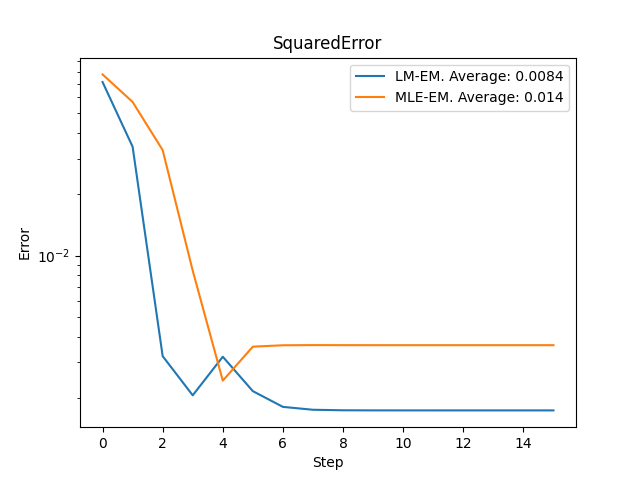 SquaredError
LM-EM. Average: 0.0084
MLE-EM. Average: 0.014
Error
10⁻²
0 2 4 6 8 10 12 14
Step